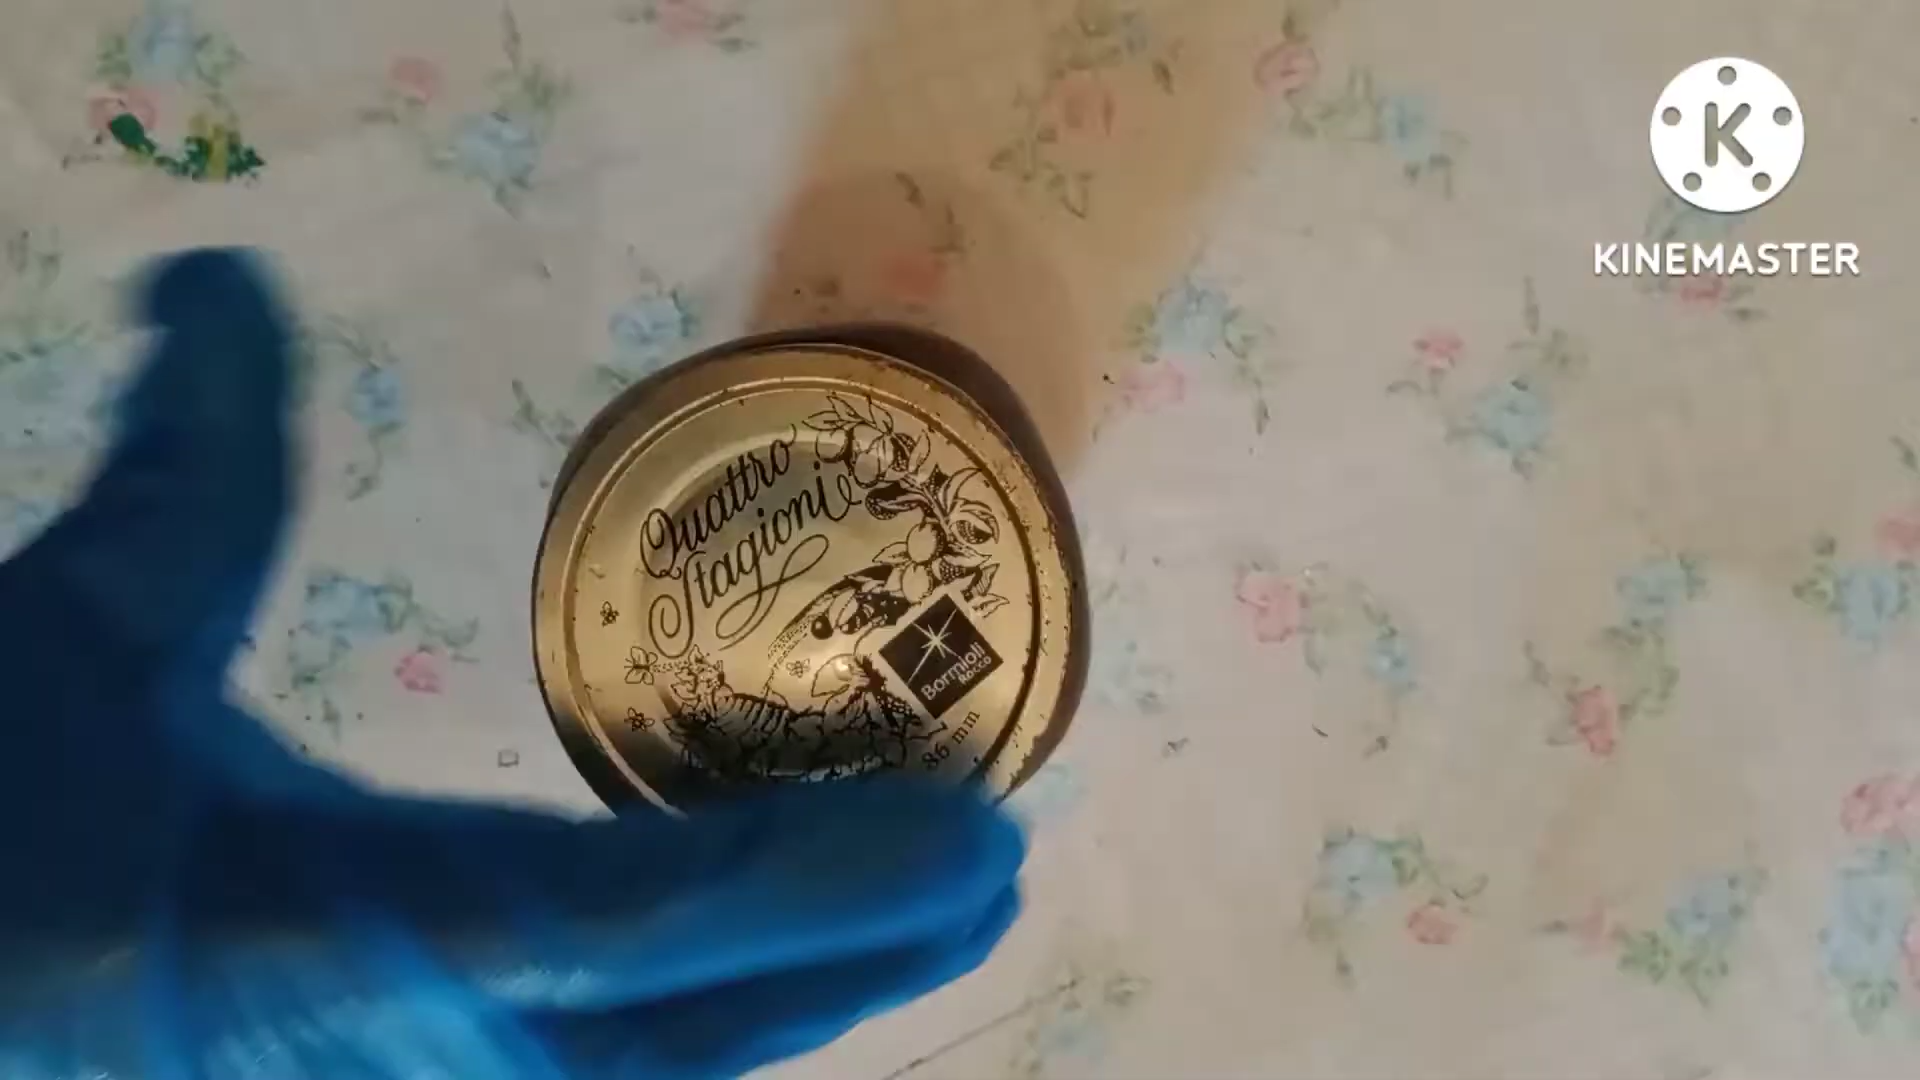 K
KINEMASTER
Quattro
Stagioni
Bormioli
ROCCO
86 mm